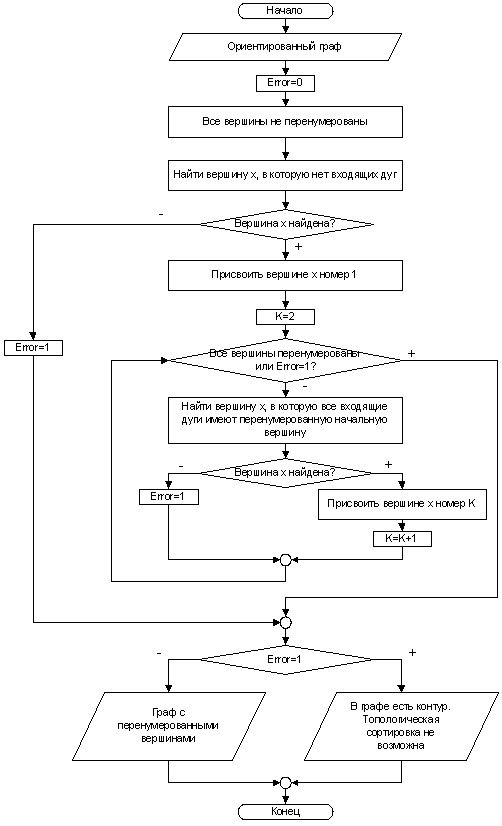 Начало
Ориентированный граф
Error=0
Все вершины не перенумерованы
Найти вершину x, в которую нет входящих дуг
-
Вершина x найдена?
+
Присвоить вершине x номер 1
K=2
Error=1
Все вершины перенумерованы
или Error=1?
+
-
Найти вершину x, в которую все входящие
дуги имеют перенумерованную начальную
вершину
-
Вершина x найдена?
+
Error=1
Присвоить вершине x номер K
K=K+1
-
Error=1
+
Граф с
перенумерованными
вершинами
В графе есть контур.
Топологическая
сортировка не
возможна
Конец